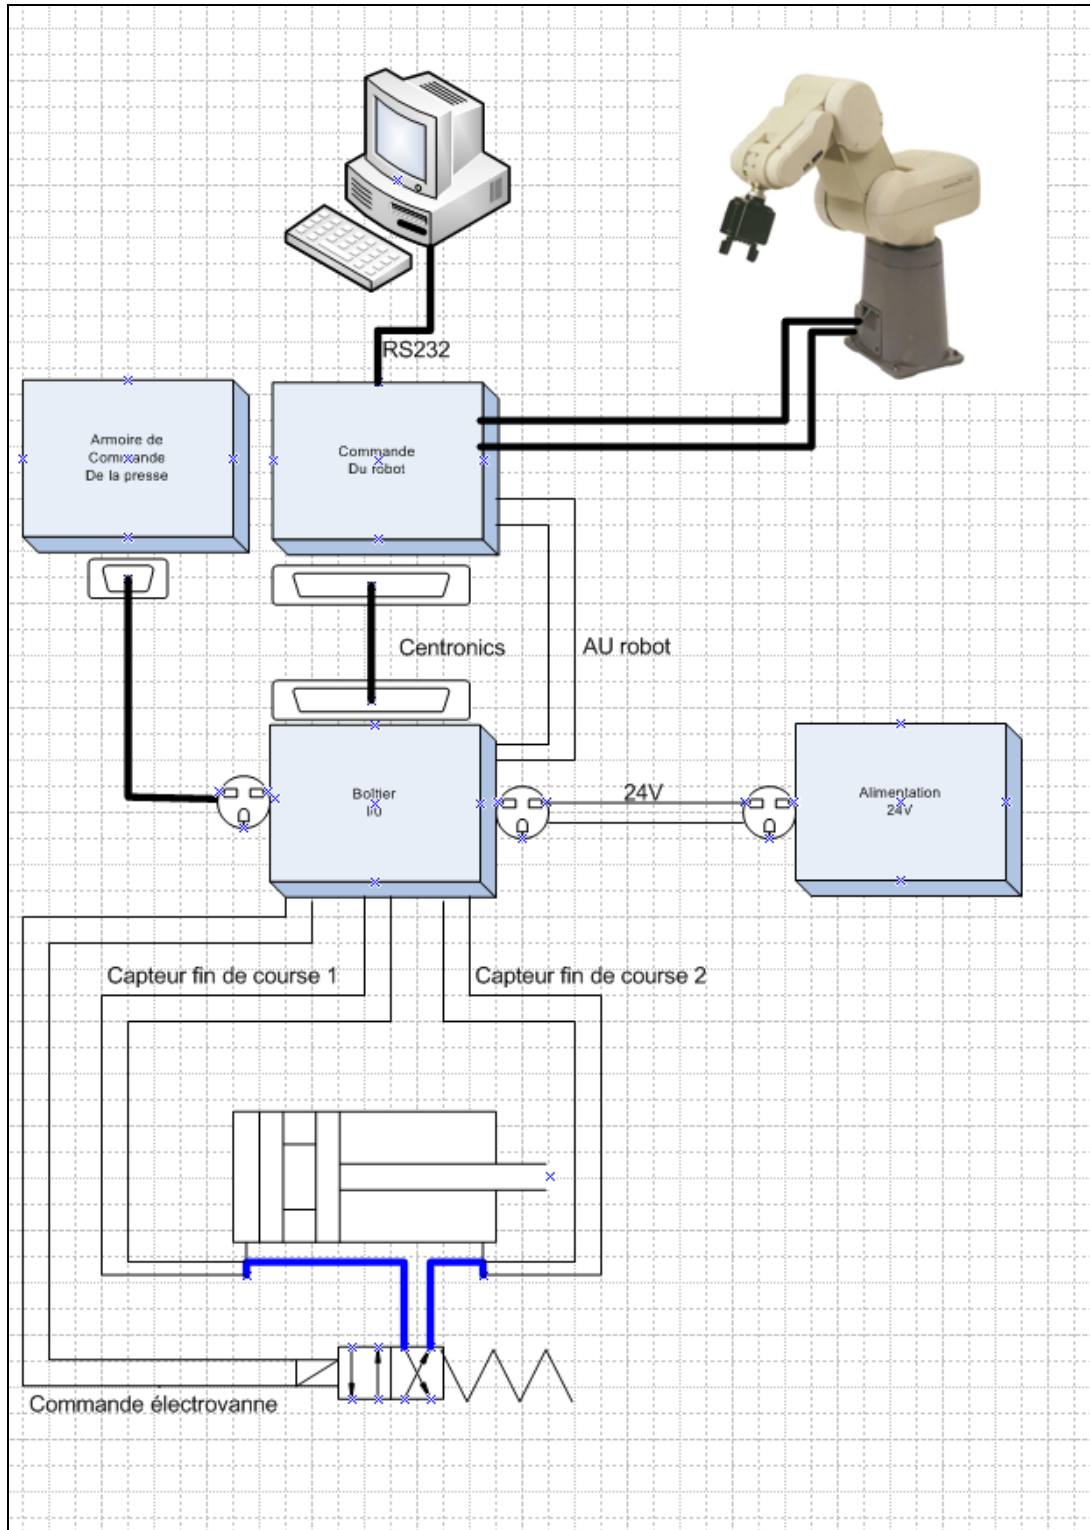 RS232
Armoire de
Commande
De la presse
Commande
Du robot
Centronics
AU robot
Boîtier
I/0
24V
Alimentation
24V
Capteur fin de course 1
Capteur fin de course 2
Commande électrovanne